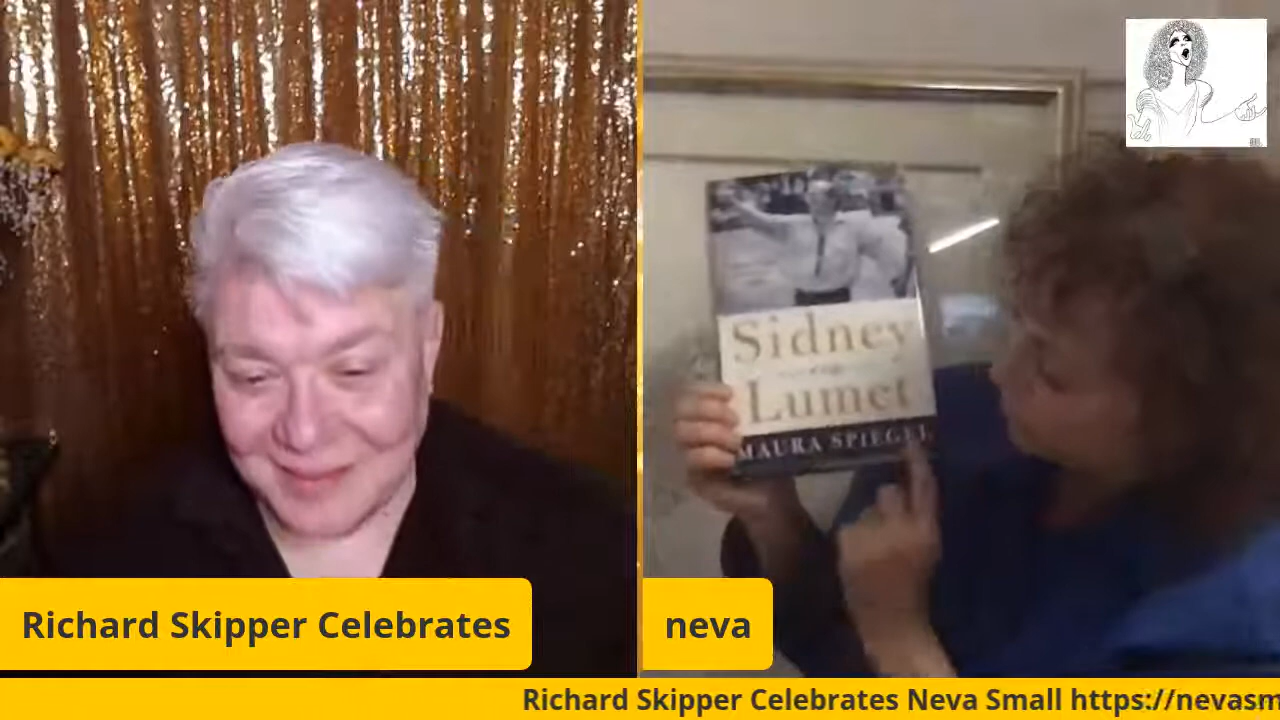 Sidney
Lumet
MAURA SPIEGEL
Richard Skipper Celebrates
neva
Richard Skipper Celebrates Neva Small https://nevasm